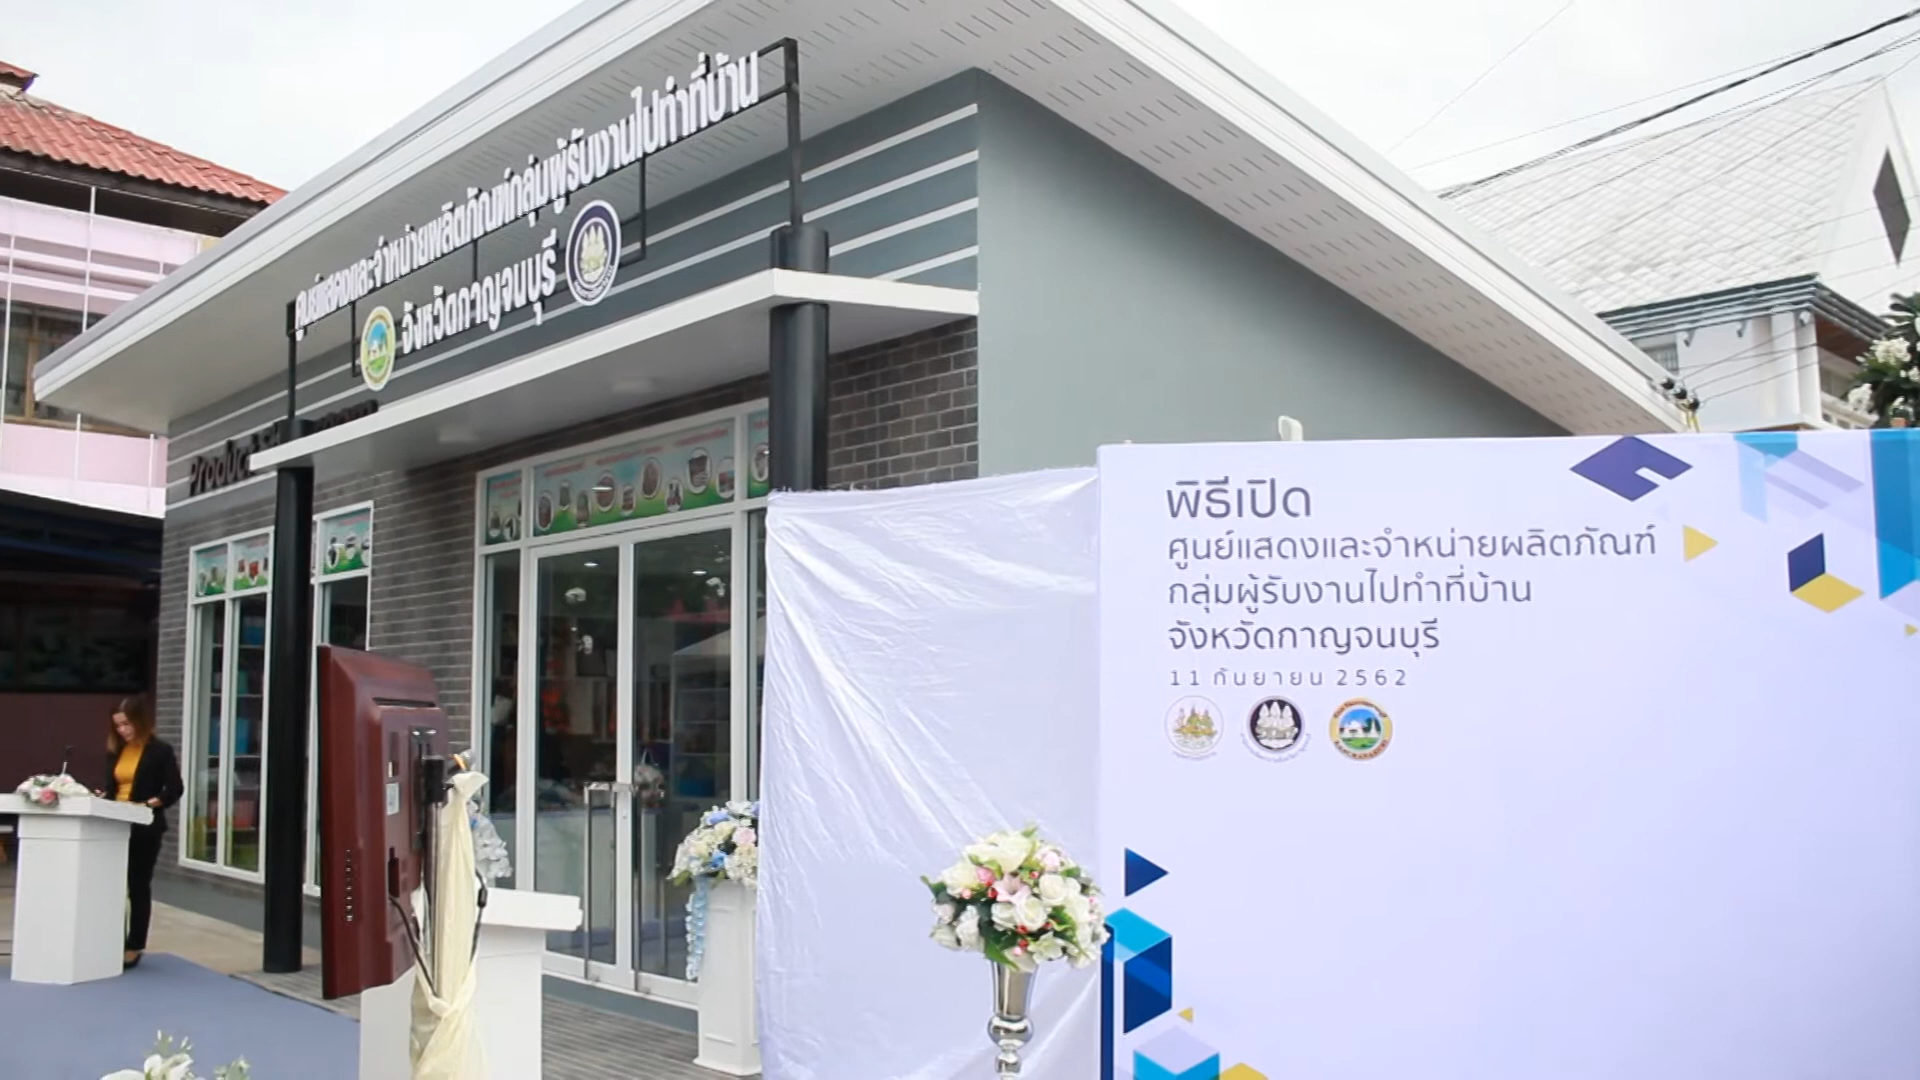 ศูนย์แสดงและจำหน่ายผลิตภัณฑ์กลุ่มผู้รับงานไปทำที่บ้าน
จังหวัดกาญจนบุรี
Product
พิธีเปิด
ศูนย์แสดงและจำหน่ายผลิตภัณฑ์
กลุ่มผู้รับงานไปทำที่บ้าน
จังหวัดกาญจนบุรี
11 กันยายน 2562